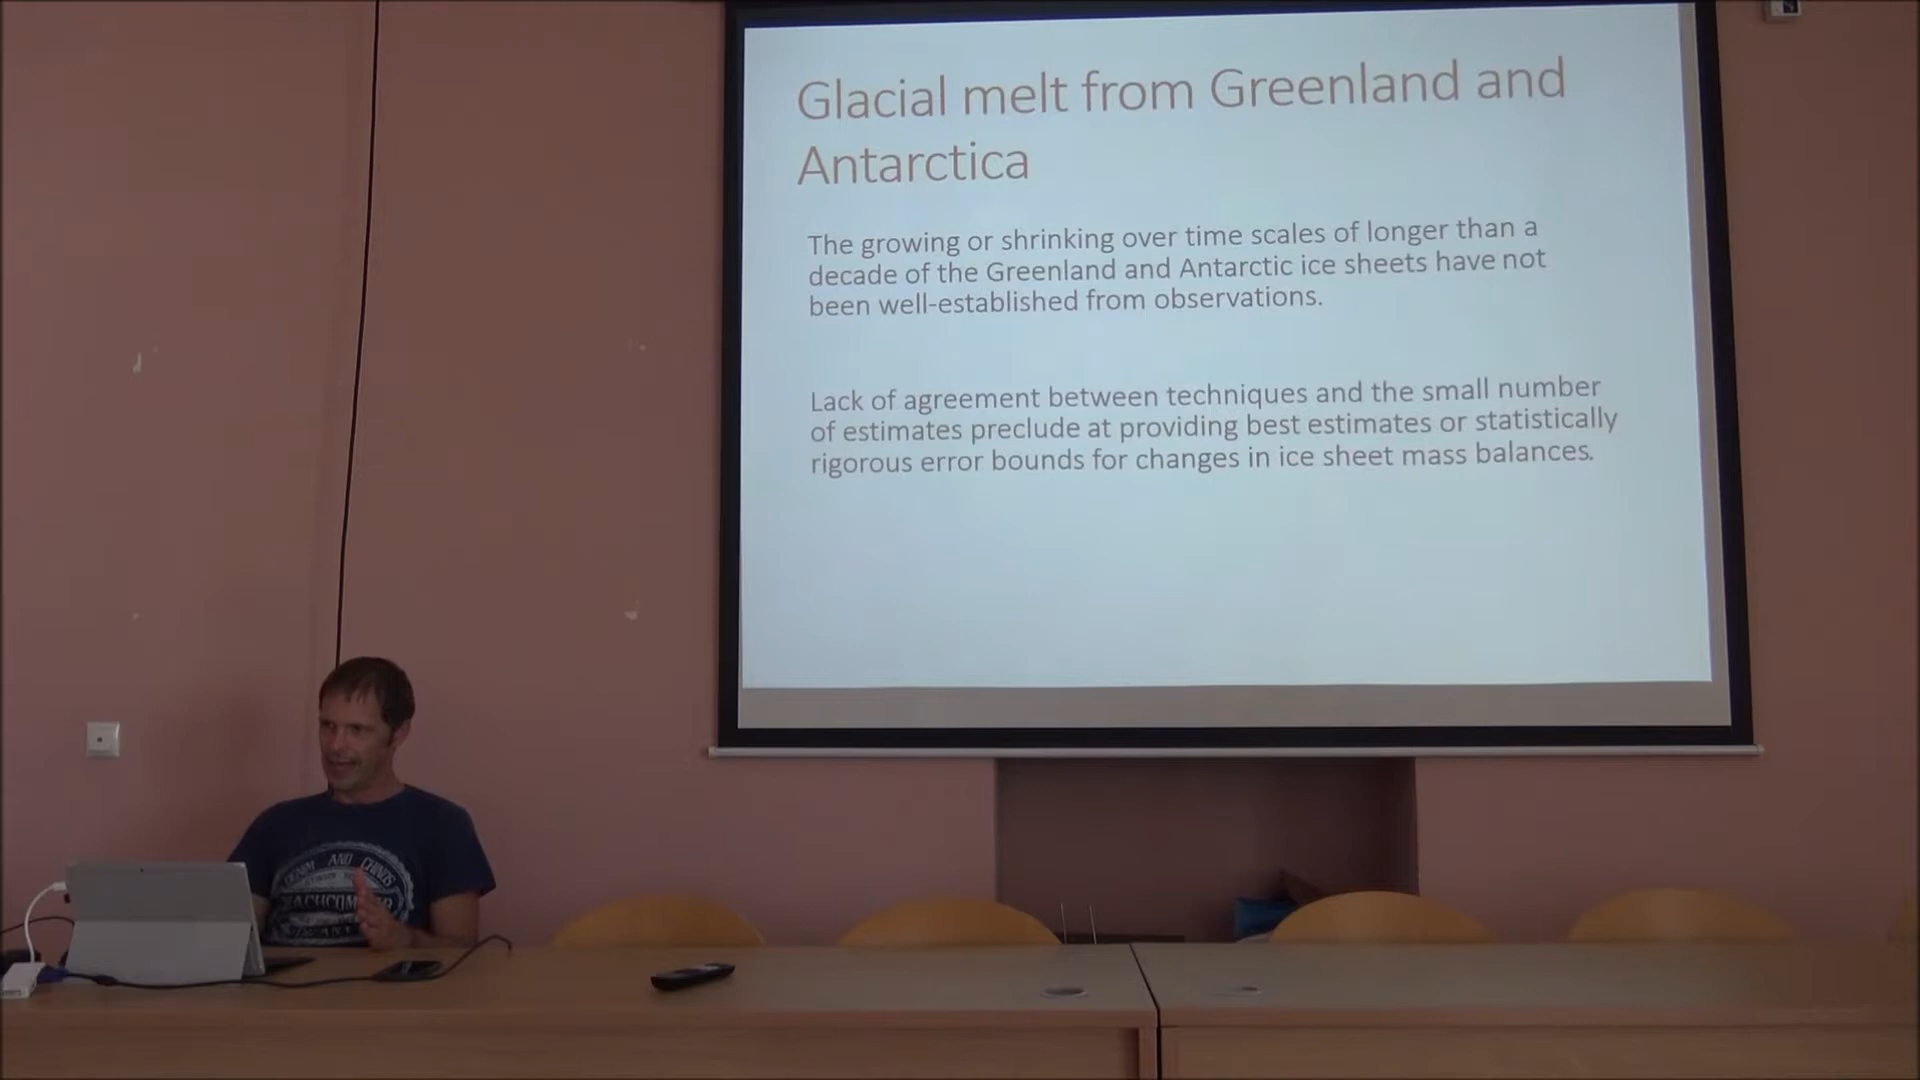 Glacial melt from Greenland and
Antarctica
The growing or shrinking over time scales of longer than a
decade of the Greenland and Antarctic ice sheets have not
been well-established from observations.
Lack of agreement between techniques and the small number
of estimates preclude at providing best estimates or statistically
rigorous error bounds for changes in ice sheet mass balances.
AND CHINOS